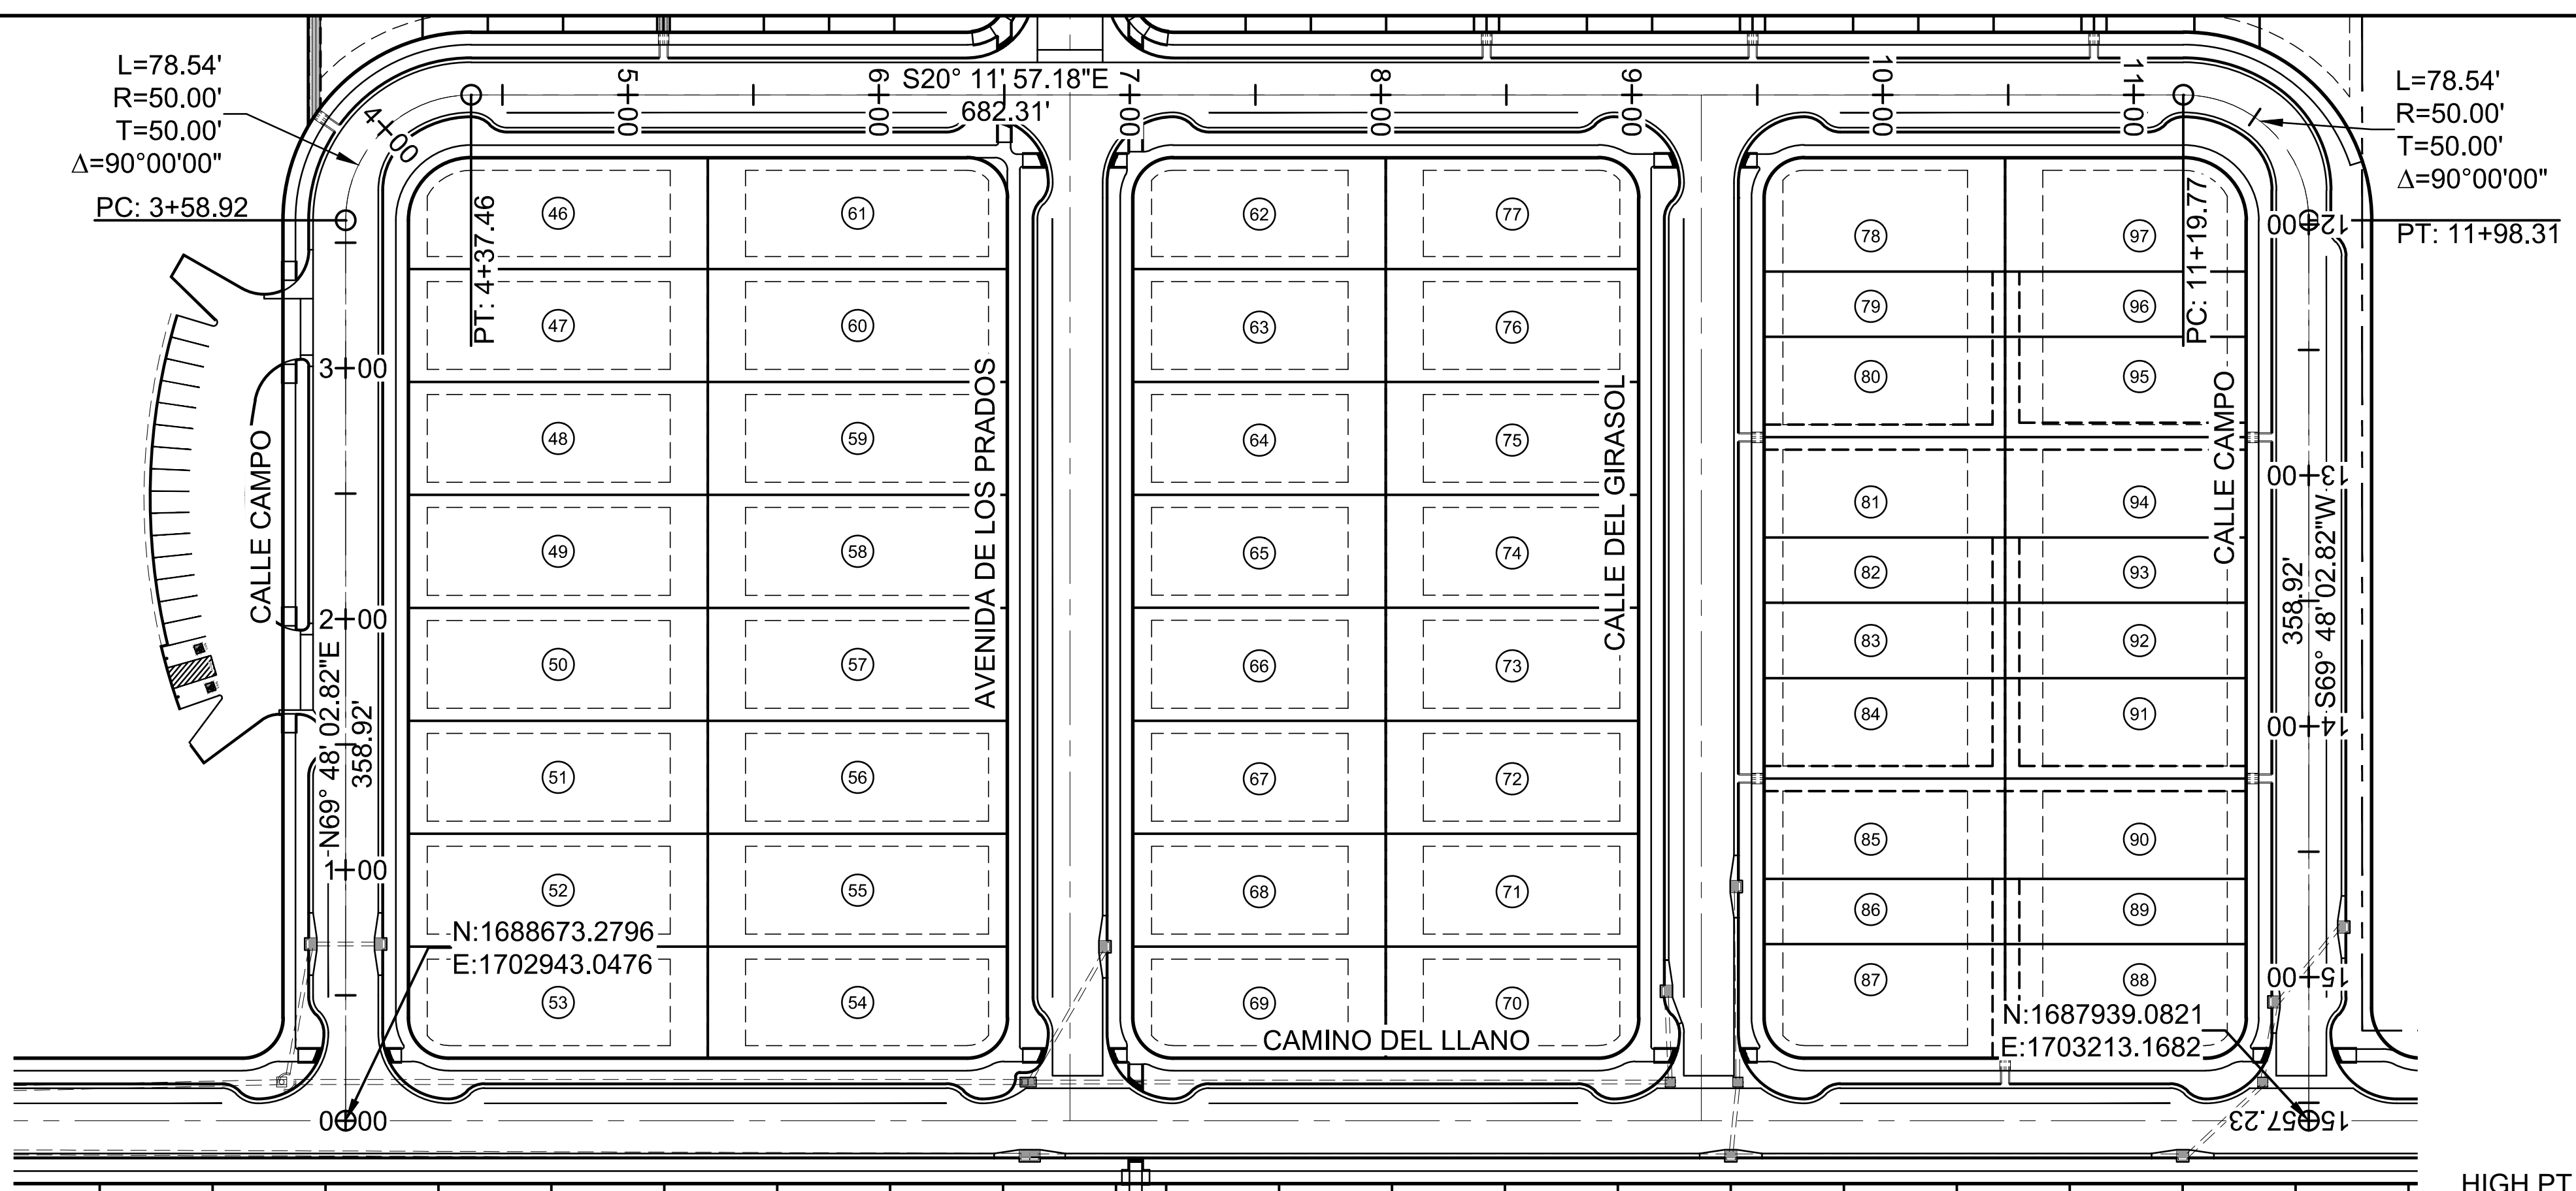 L=78.54'
R=50.00'
T=50.00'
Δ=90°00'00"
PC: 3+58.92
4+00
PT: 4+37.46
5+00
6+00
S20° 11' 57.18"E
682.31'
7+00
8+00
9+00
10+00
11+00
PC: 11+19.77
L=78.54'
R=50.00'
T=50.00'
Δ=90°00'00"
12+00
PT: 11+98.31
46
61
62
77
78
97
47
60
63
76
79
96
48
59
64
75
80
95
49
58
65
74
81
94
50
57
66
73
82
93
51
56
67
72
83
92
52
55
68
71
84
91
53
54
69
70
85
90
86
89
87
88
CALLE CAMPO
AVENIDA DE LOS PRADOS
CALLE DEL GIRASOL
CALLE CAMPO
3+00
2+00
N69° 48' 02.82"E
358.92'
1+00
0+00
N:1688673.2796
E:1702943.0476
CAMINO DEL LLANO
13+00
S69° 48' 02.82"W
358.92'
14+00
15+00
N:1687939.0821
E:1703213.1682
15+57.23
HIGH PT